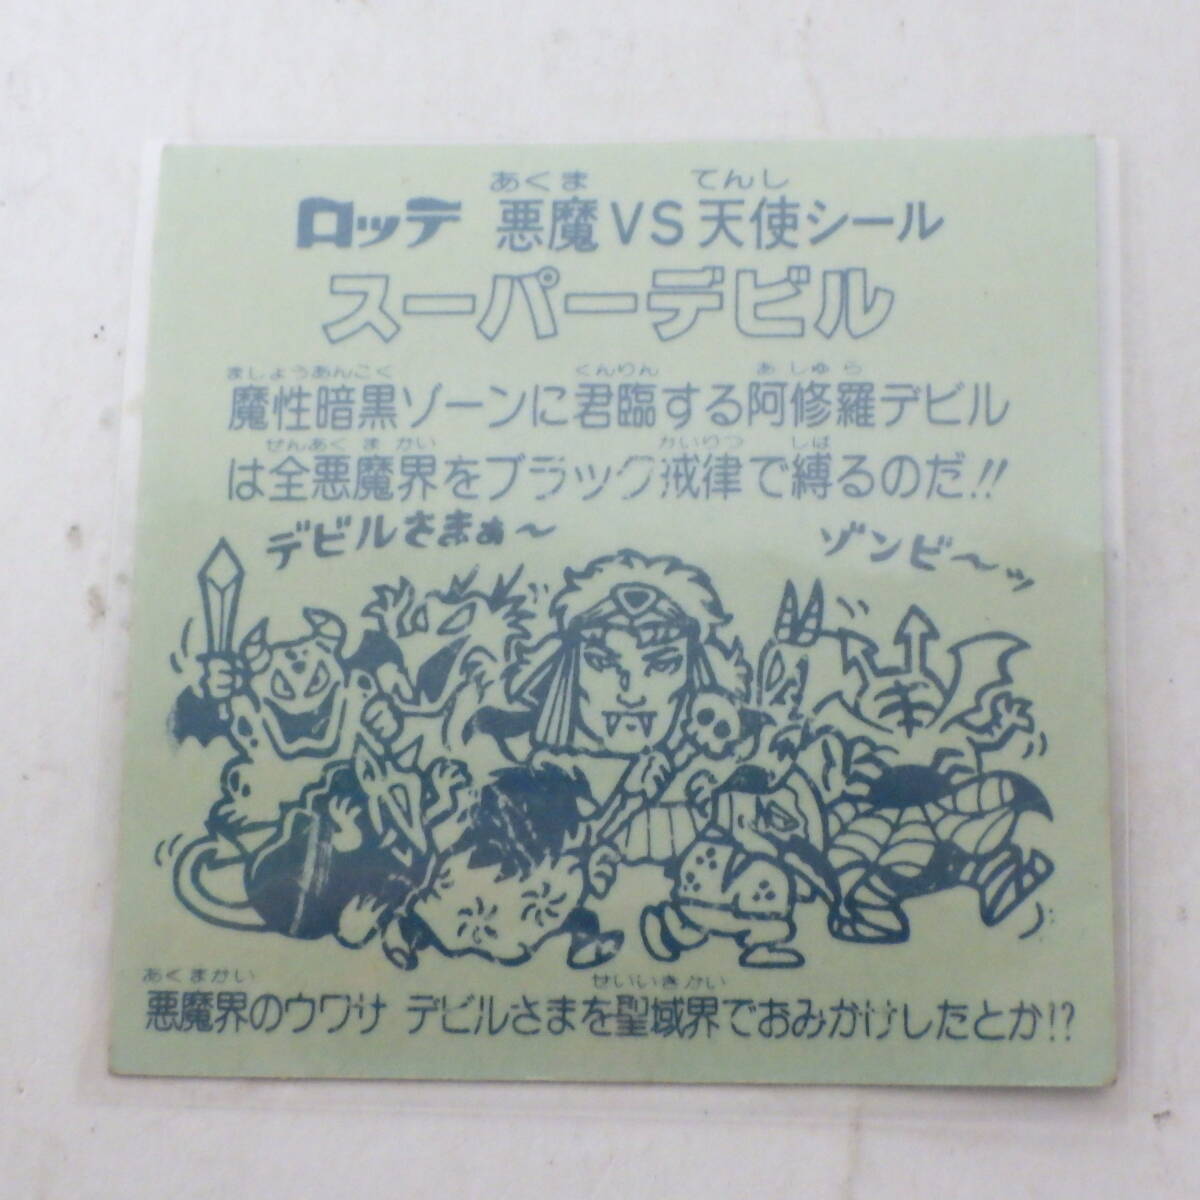 あくま てんし
ロッテ 悪魔VS天使シール
スーパーデビル
ましょうあんこく くんりん あしゅら
魔性暗黒ゾーンに君臨する阿修羅デビル
ぜんあくまかい かいりつ しば
は全悪魔界をブラック戒律で縛るのだ!!
デビルさまぁ〜 ゾンビ〜ッ
あくまかい せいいきかい
悪魔界のウワサ デビルさまを聖域界でおみかけしたとか!?